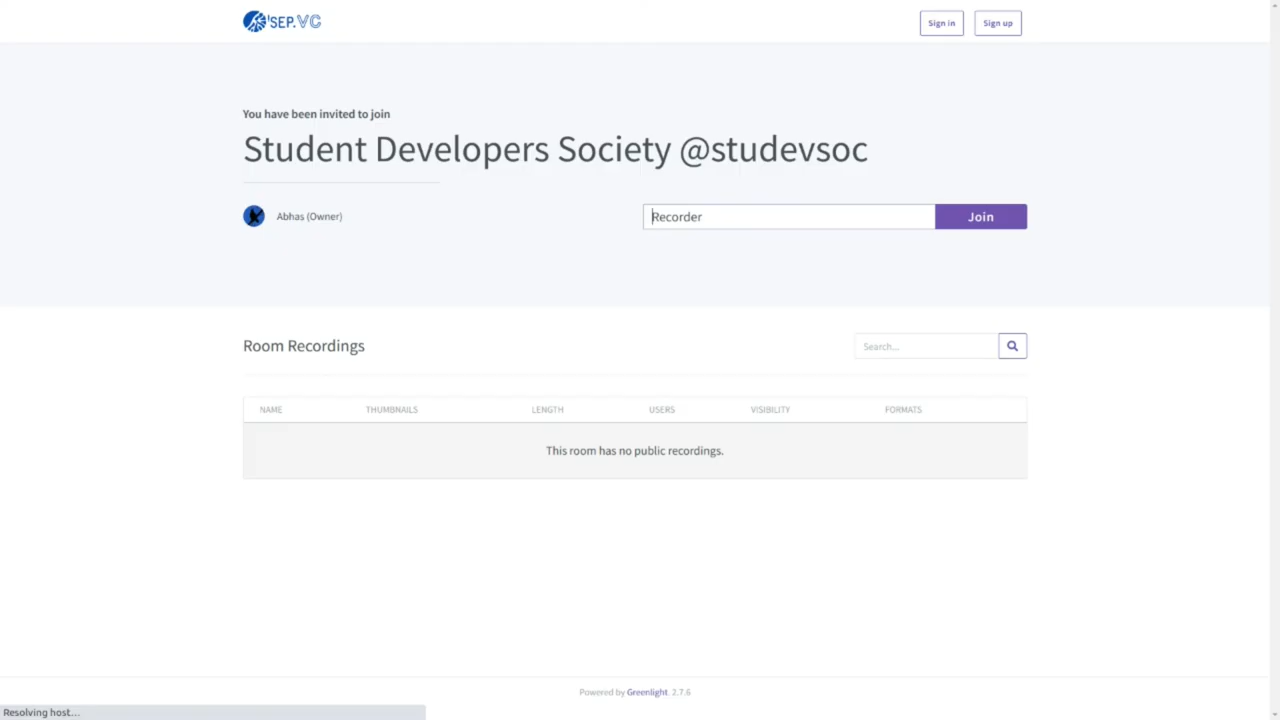 'SEP.VC
Sign in
Sign up
You have been invited to join
Student Developers Society @studevsoc
Abhas (Owner)
Recorder
Join
Room Recordings
Search...
NAME THUMBNAILS LENGTH USERS VISIBILITY FORMATS
This room has no public recordings.
Powered by Greenlight. 2.7.6
Resolving host...